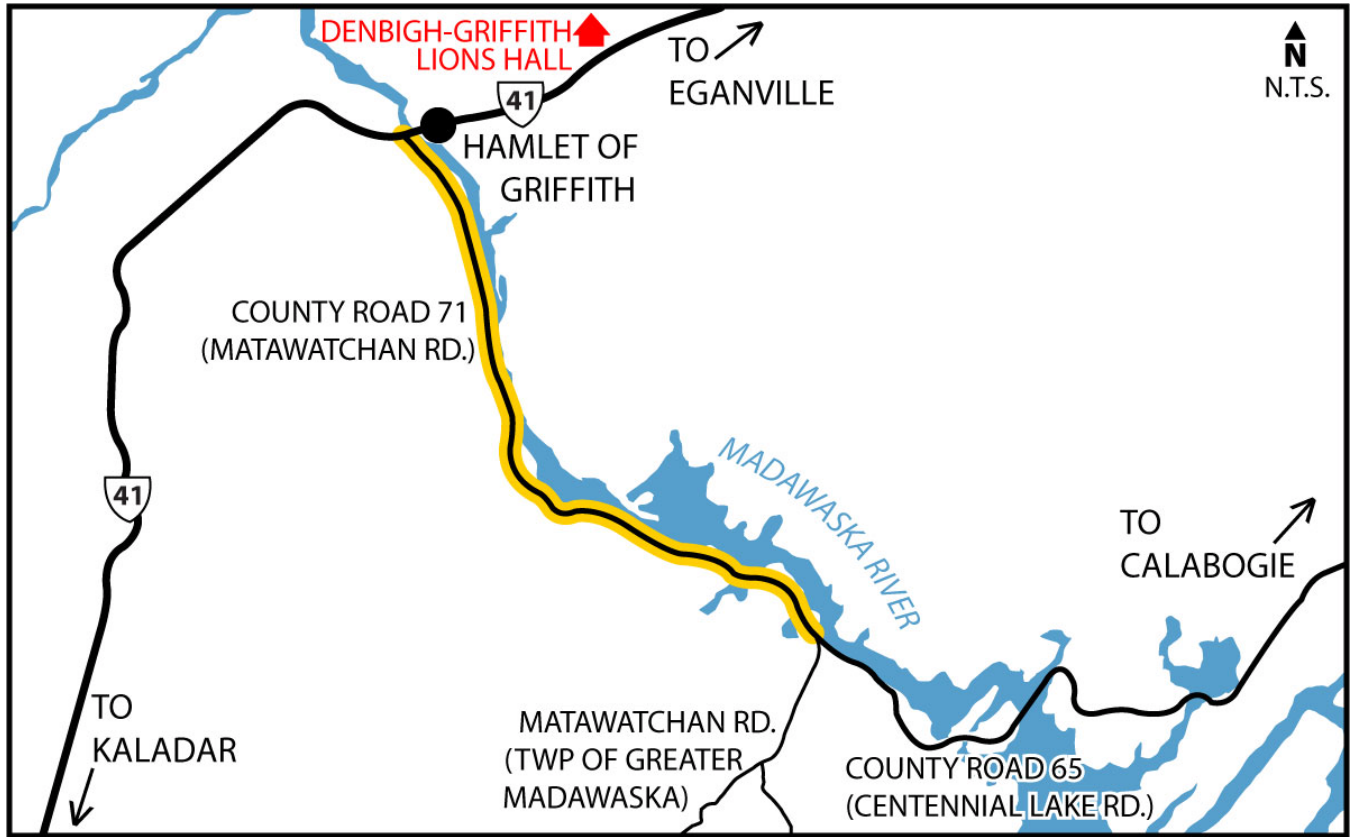 DENBIGH-GRIFFITH
LIONS HALL
TO
EGANVILLE
N
N.T.S.
41
HAMLET OF
GRIFFITH
COUNTY ROAD 71
(MATAWATCHAN RD.)
MADAWASKA RIVER
41
TO
CALABOGIE
TO
KALADAR
MATAWATCHAN RD.
(TWP OF GREATER
MADAWASKA)
COUNTY ROAD 65
(CENTENNIAL LAKE RD.)